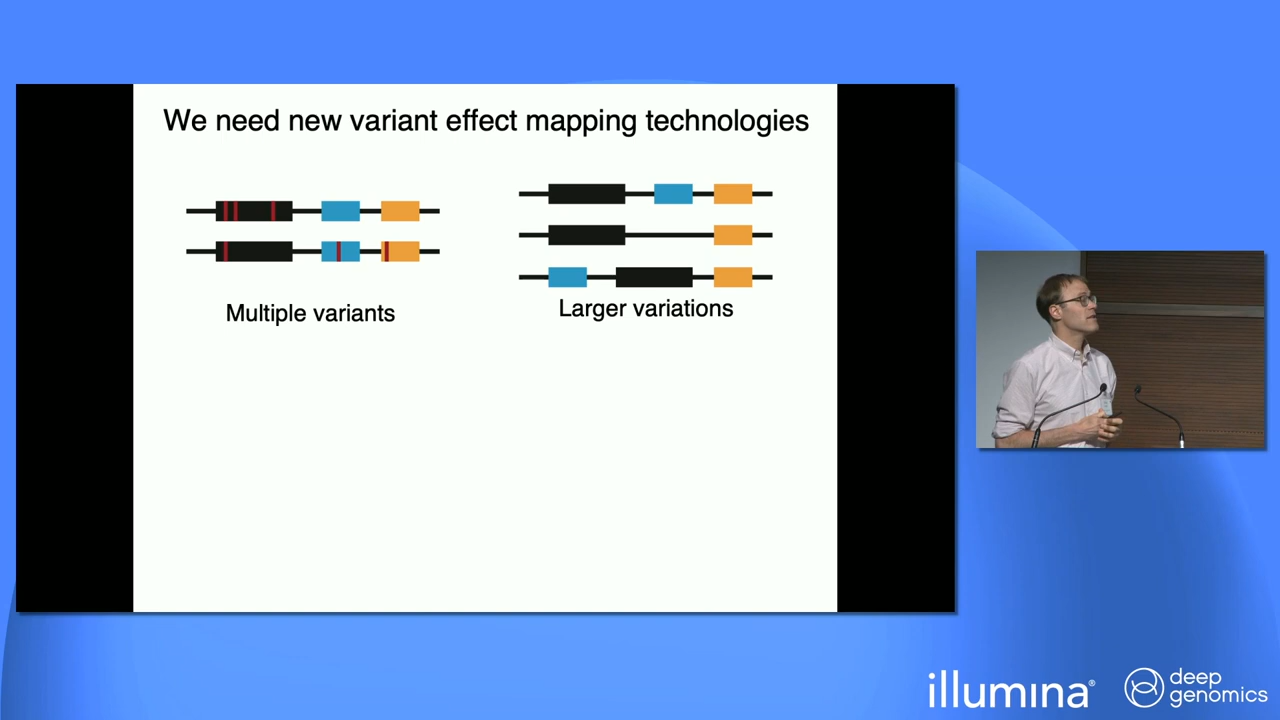 We need new variant effect mapping technologies
Multiple variants
Larger variations
illumina®
deep
genomics